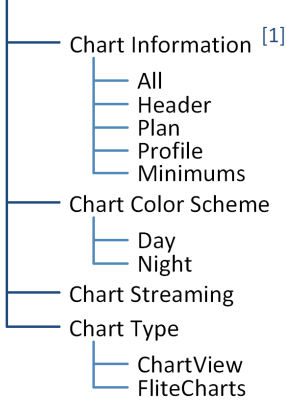 Chart Information [1]
All
Header
Plan
Profile
Minimums
Chart Color Scheme
Day
Night
Chart Streaming
Chart Type
ChartView
FliteCharts